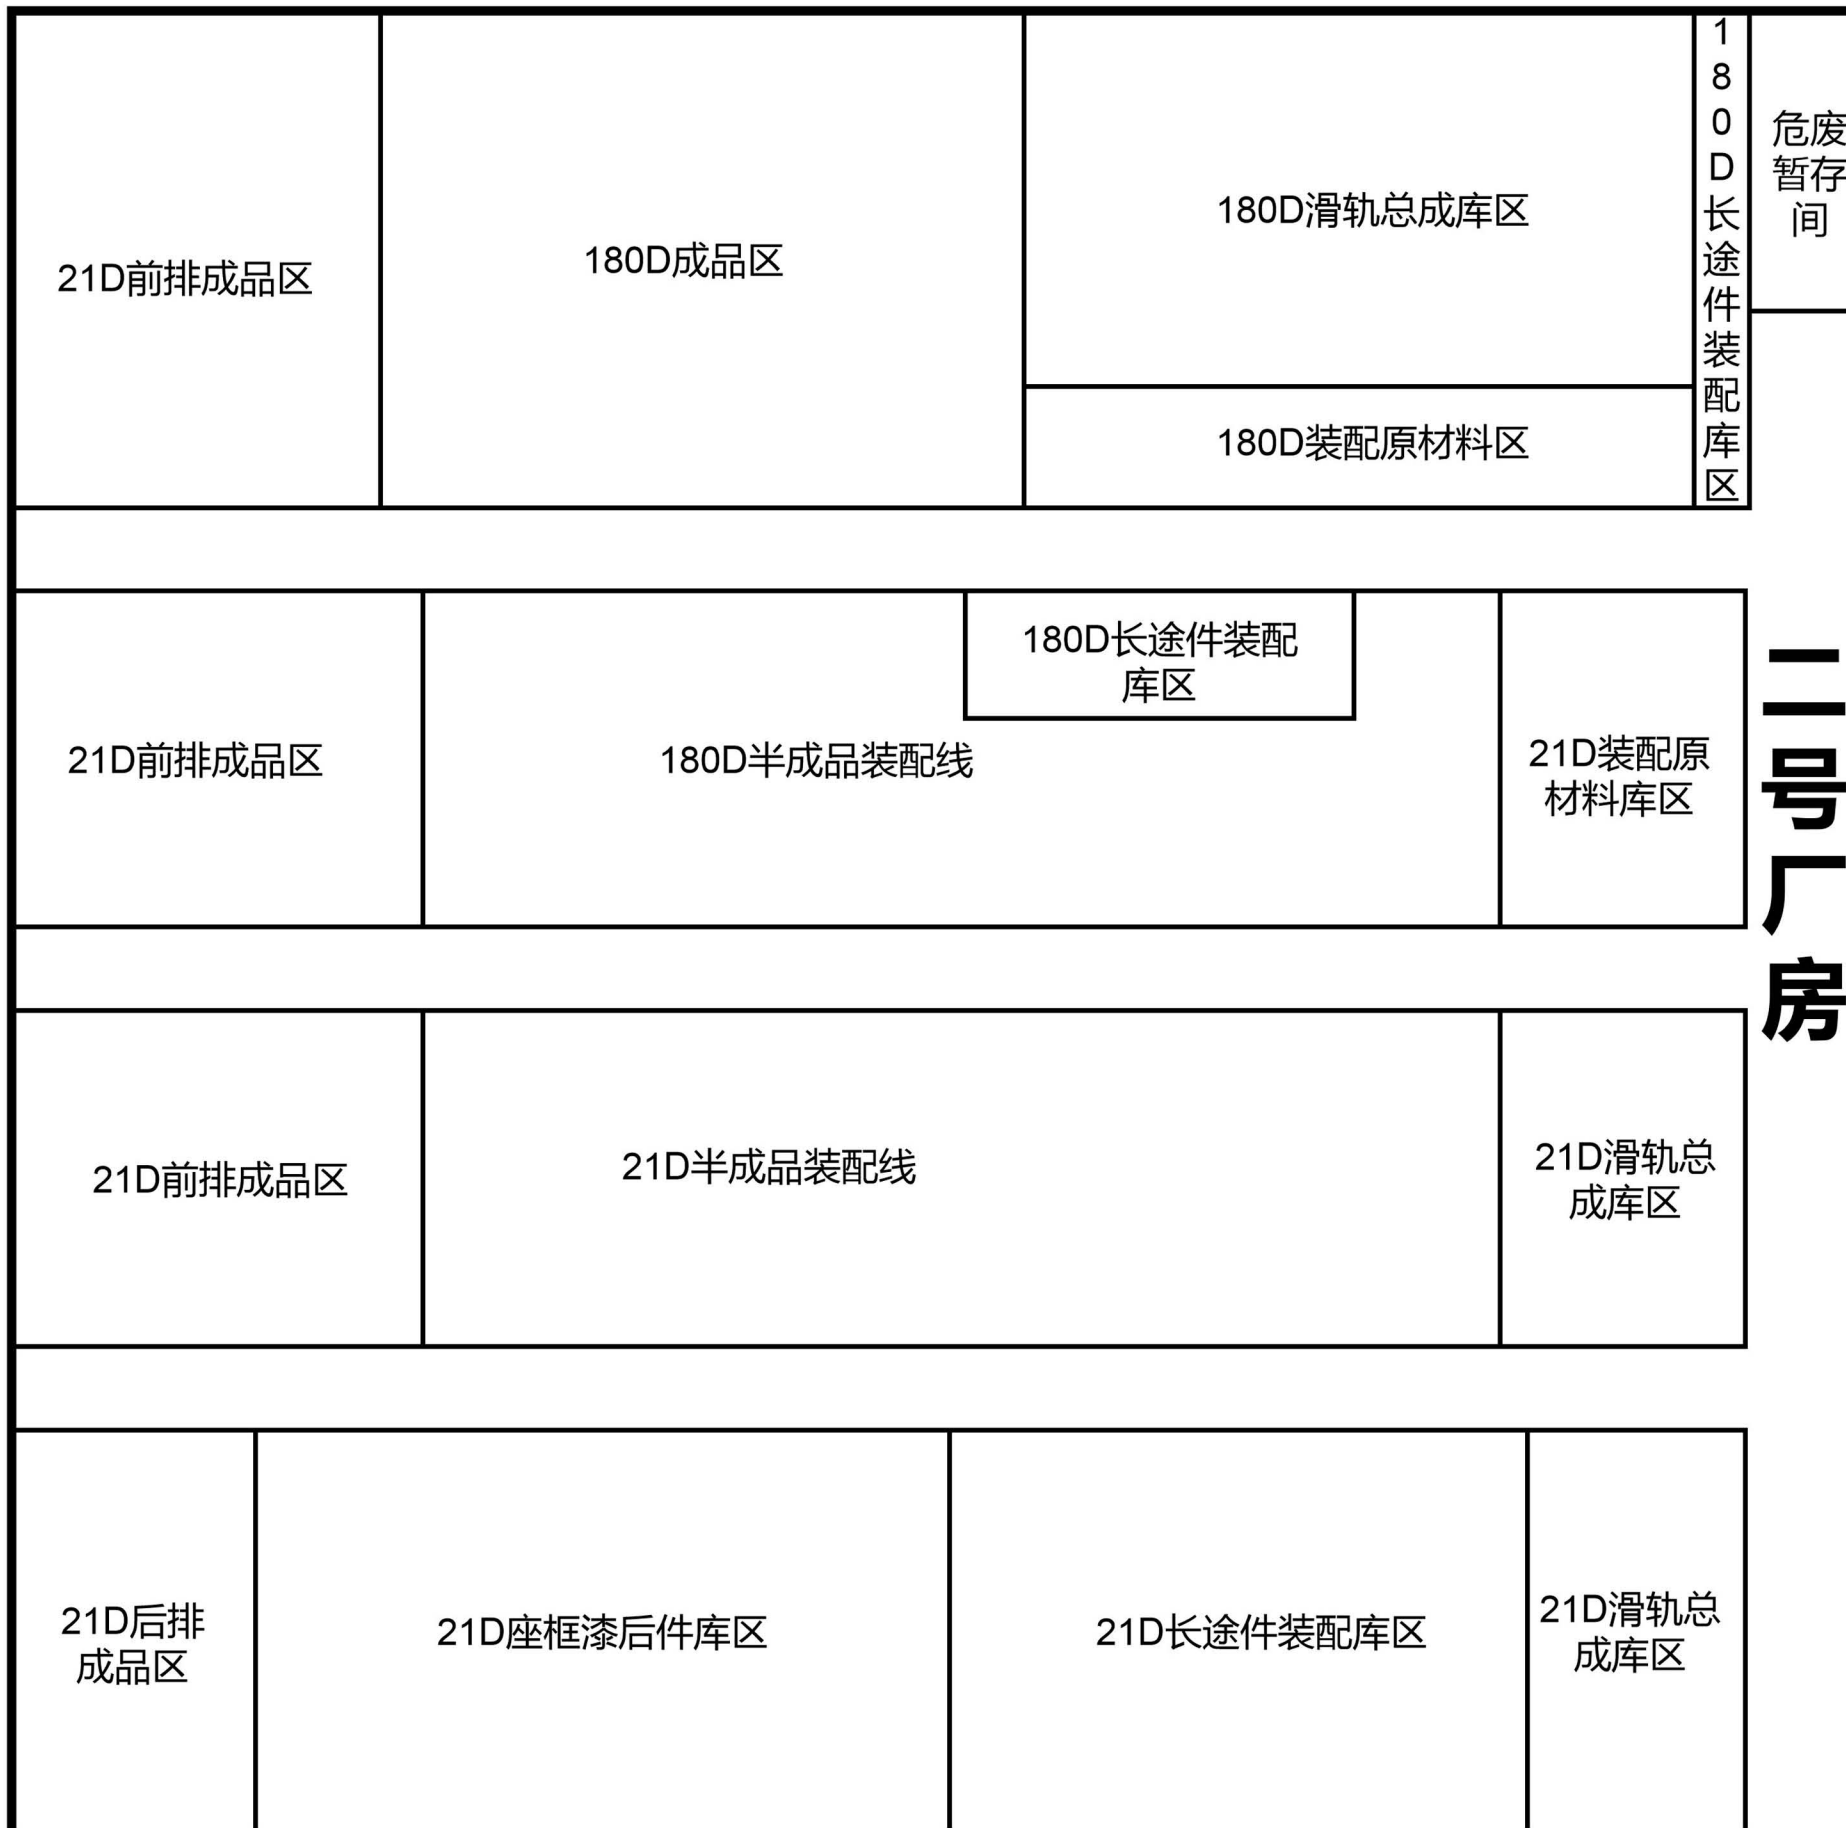 21D前排成品区
180D成品区
180D滑轨总成库区
180D装配原材料区
180D长途件装配库区
危废
暂存
间
21D前排成品区
180D半成品装配线
180D长途件装配
库区
21D装配原
材料库区
二号厂房
21D前排成品区
21D半成品装配线
21D滑轨总
成库区
21D后排
成品区
21D座框漆后件库区
21D长途件装配库区
21D滑轨总
成库区